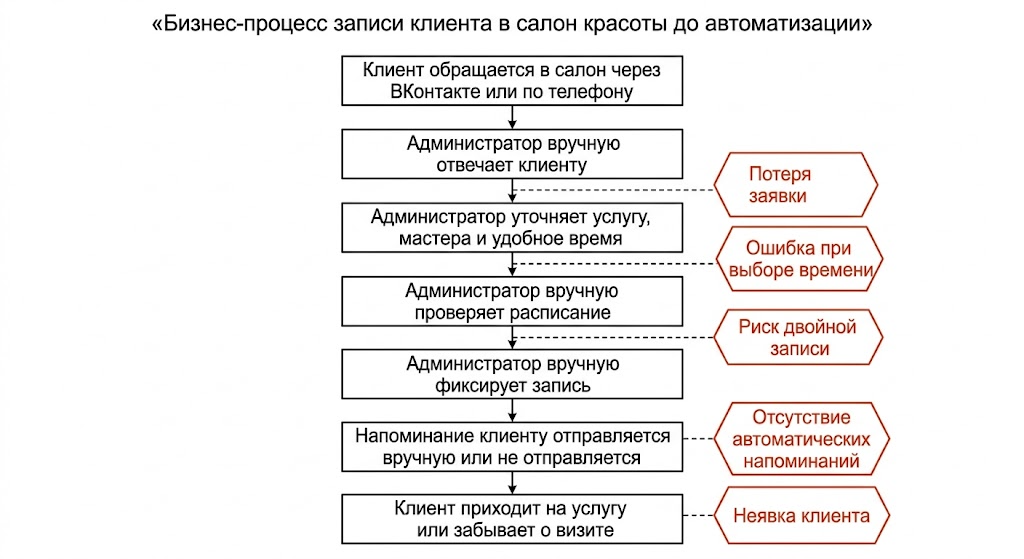 «Бизнес-процесс записи клиента в салон красоты до автоматизации»
Клиент обращается в салон через
ВКонтакте или по телефону
Администратор вручную
отвечает клиенту
Потеря
заявки
Администратор уточняет услугу,
мастера и удобное время
Ошибка при
выборе времени
Администратор вручную
проверяет расписание
Риск двойной
записи
Администратор вручную
фиксирует запись
Напоминание клиенту отправляется
вручную или не отправляется
Отсутствие
автоматических
напоминаний
Клиент приходит на услугу
или забывает о визите
Неявка клиента